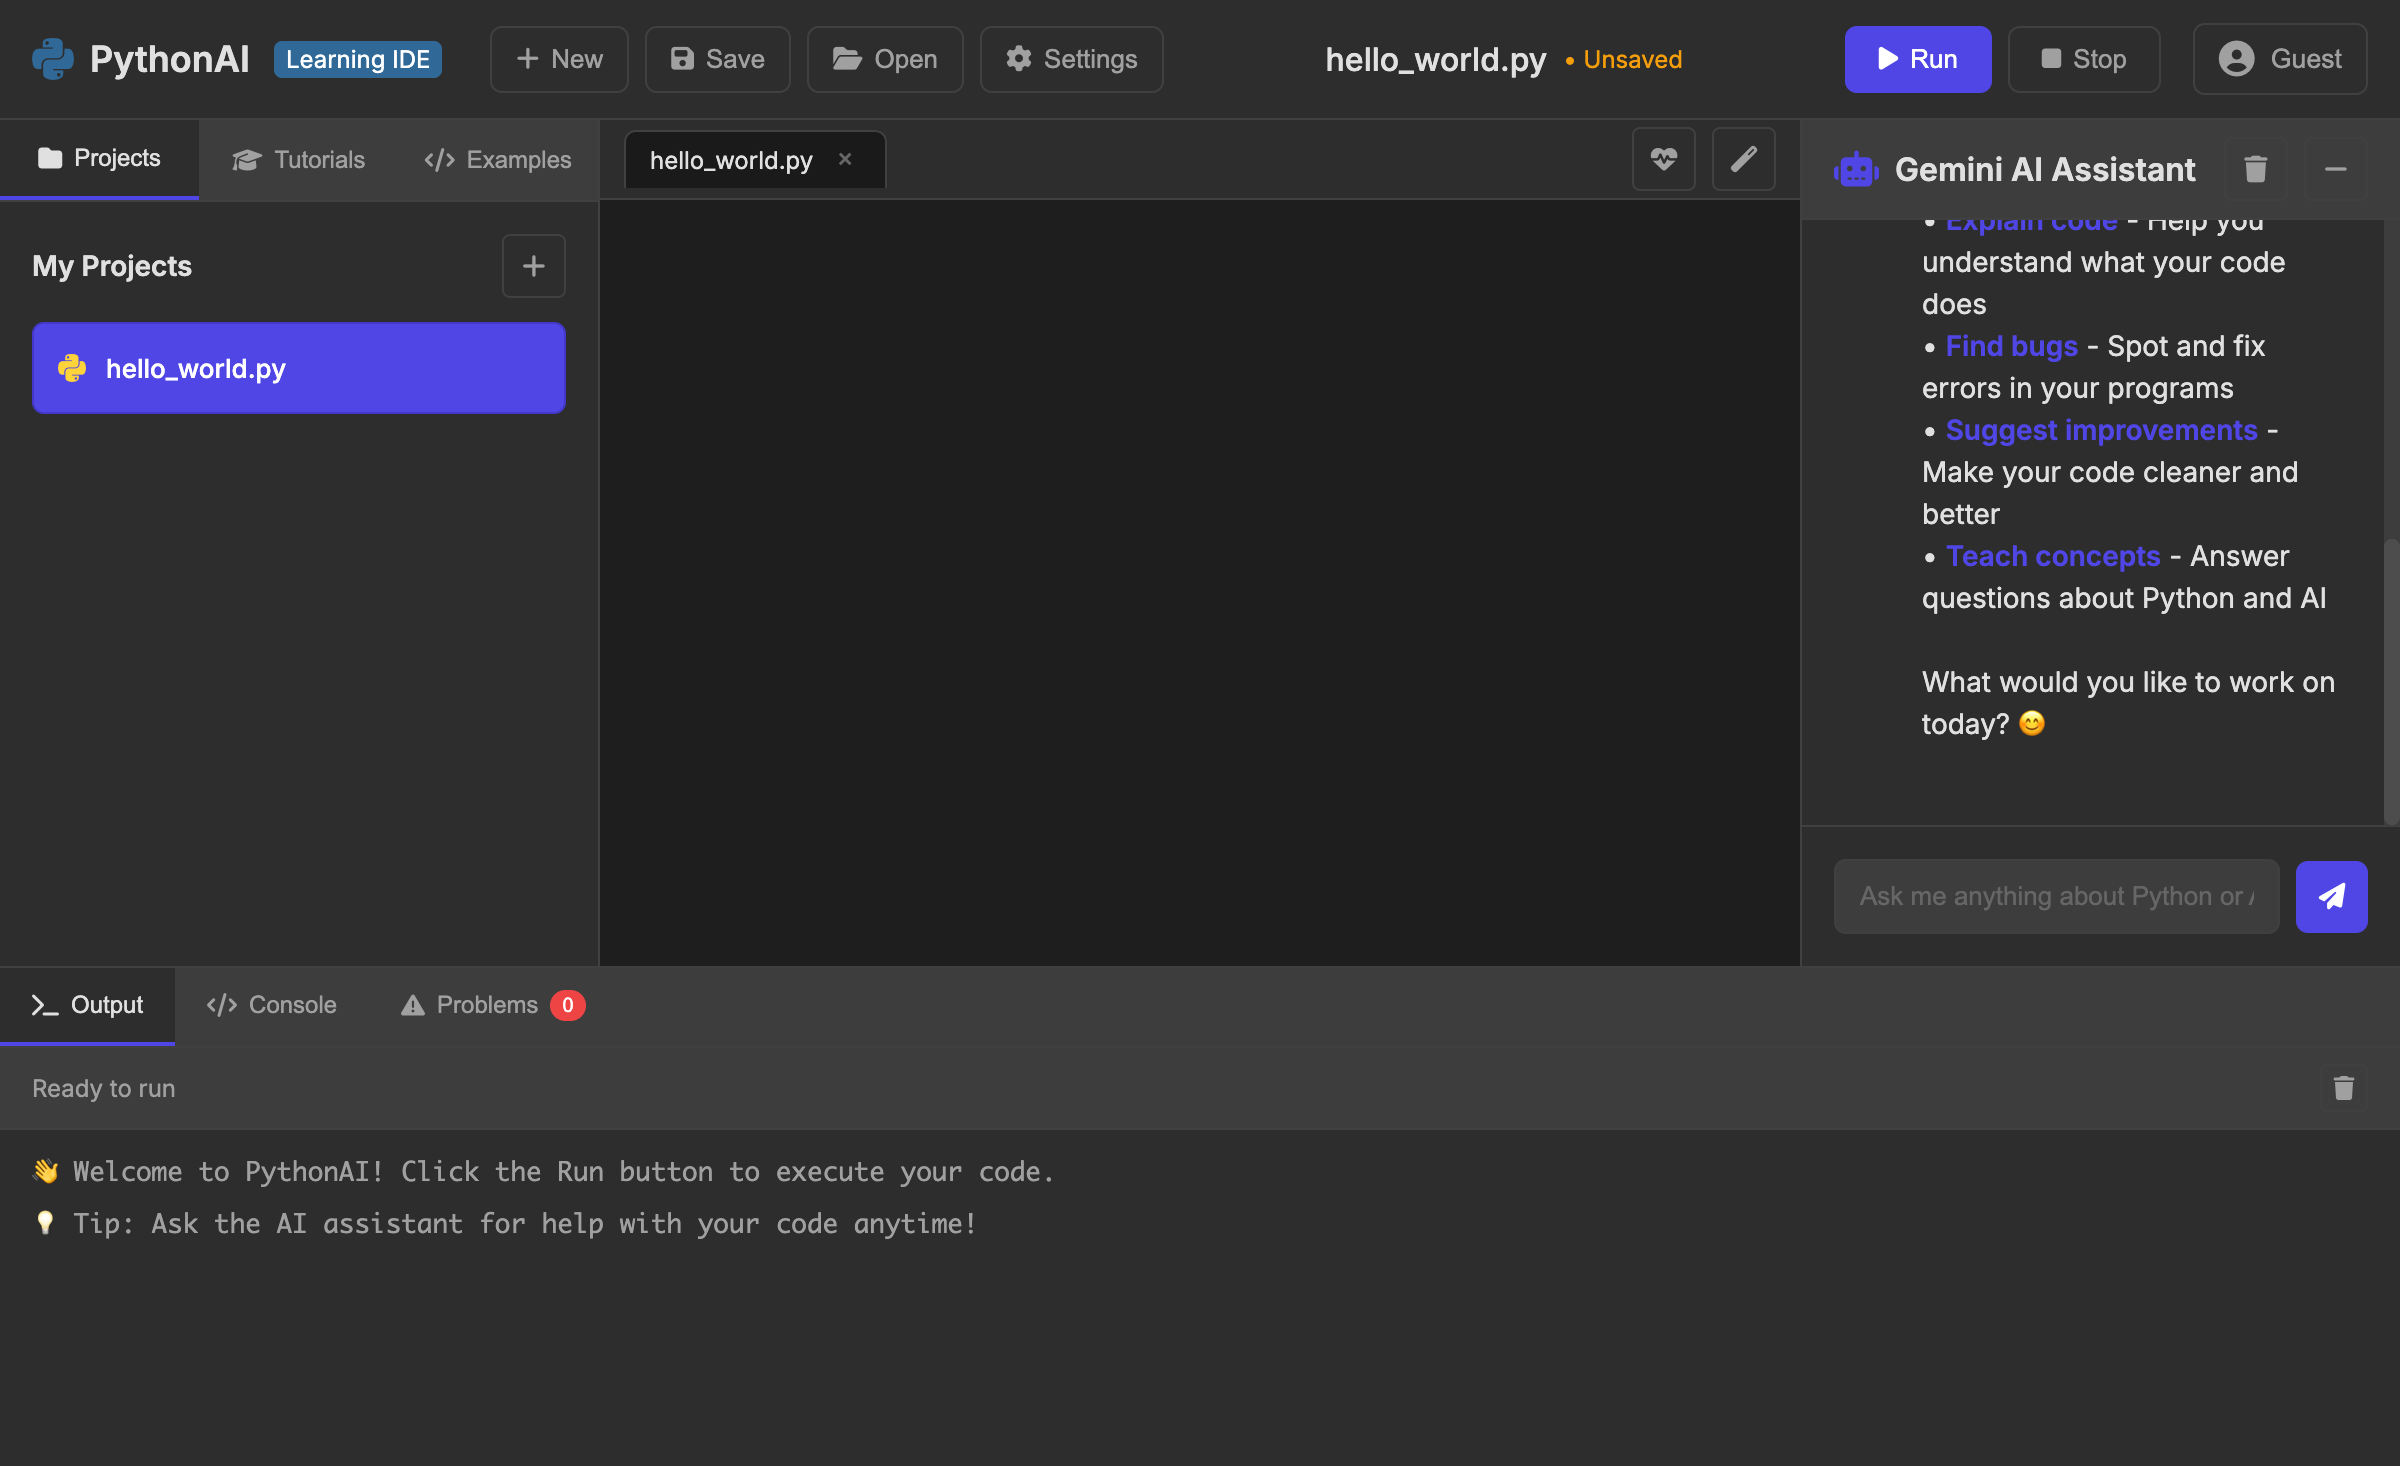 PythonAI Learning IDE
New
Save
Open
Settings
hello_world.py • Unsaved
Run
Stop
Guest
Projects
Tutorials
Examples
My Projects
hello_world.py
hello_world.py ×
Gemini AI Assistant
• Explain code - Help you
understand what your code
does
• Find bugs - Spot and fix
errors in your programs
• Suggest improvements -
Make your code cleaner and
better
• Teach concepts - Answer
questions about Python and AI
What would you like to work on
today? 😊
Ask me anything about Python or
Output
Console
Problems 0
Ready to run
👋 Welcome to PythonAI! Click the Run button to execute your code.
💡 Tip: Ask the AI assistant for help with your code anytime!